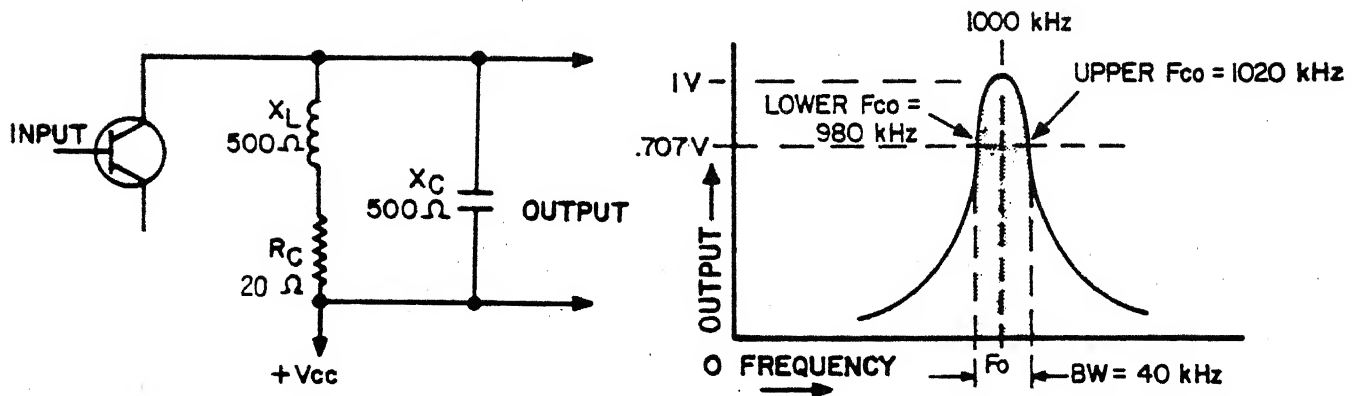 INPUT
XL
500Ω
RC
20 Ω
+Vcc
XC
500Ω
OUTPUT
1000 kHz
1V
LOWER Fco =
980 kHz
UPPER Fco = 1020 kHz
.707V
OUTPUT
O FREQUENCY
Fo
BW = 40 kHz